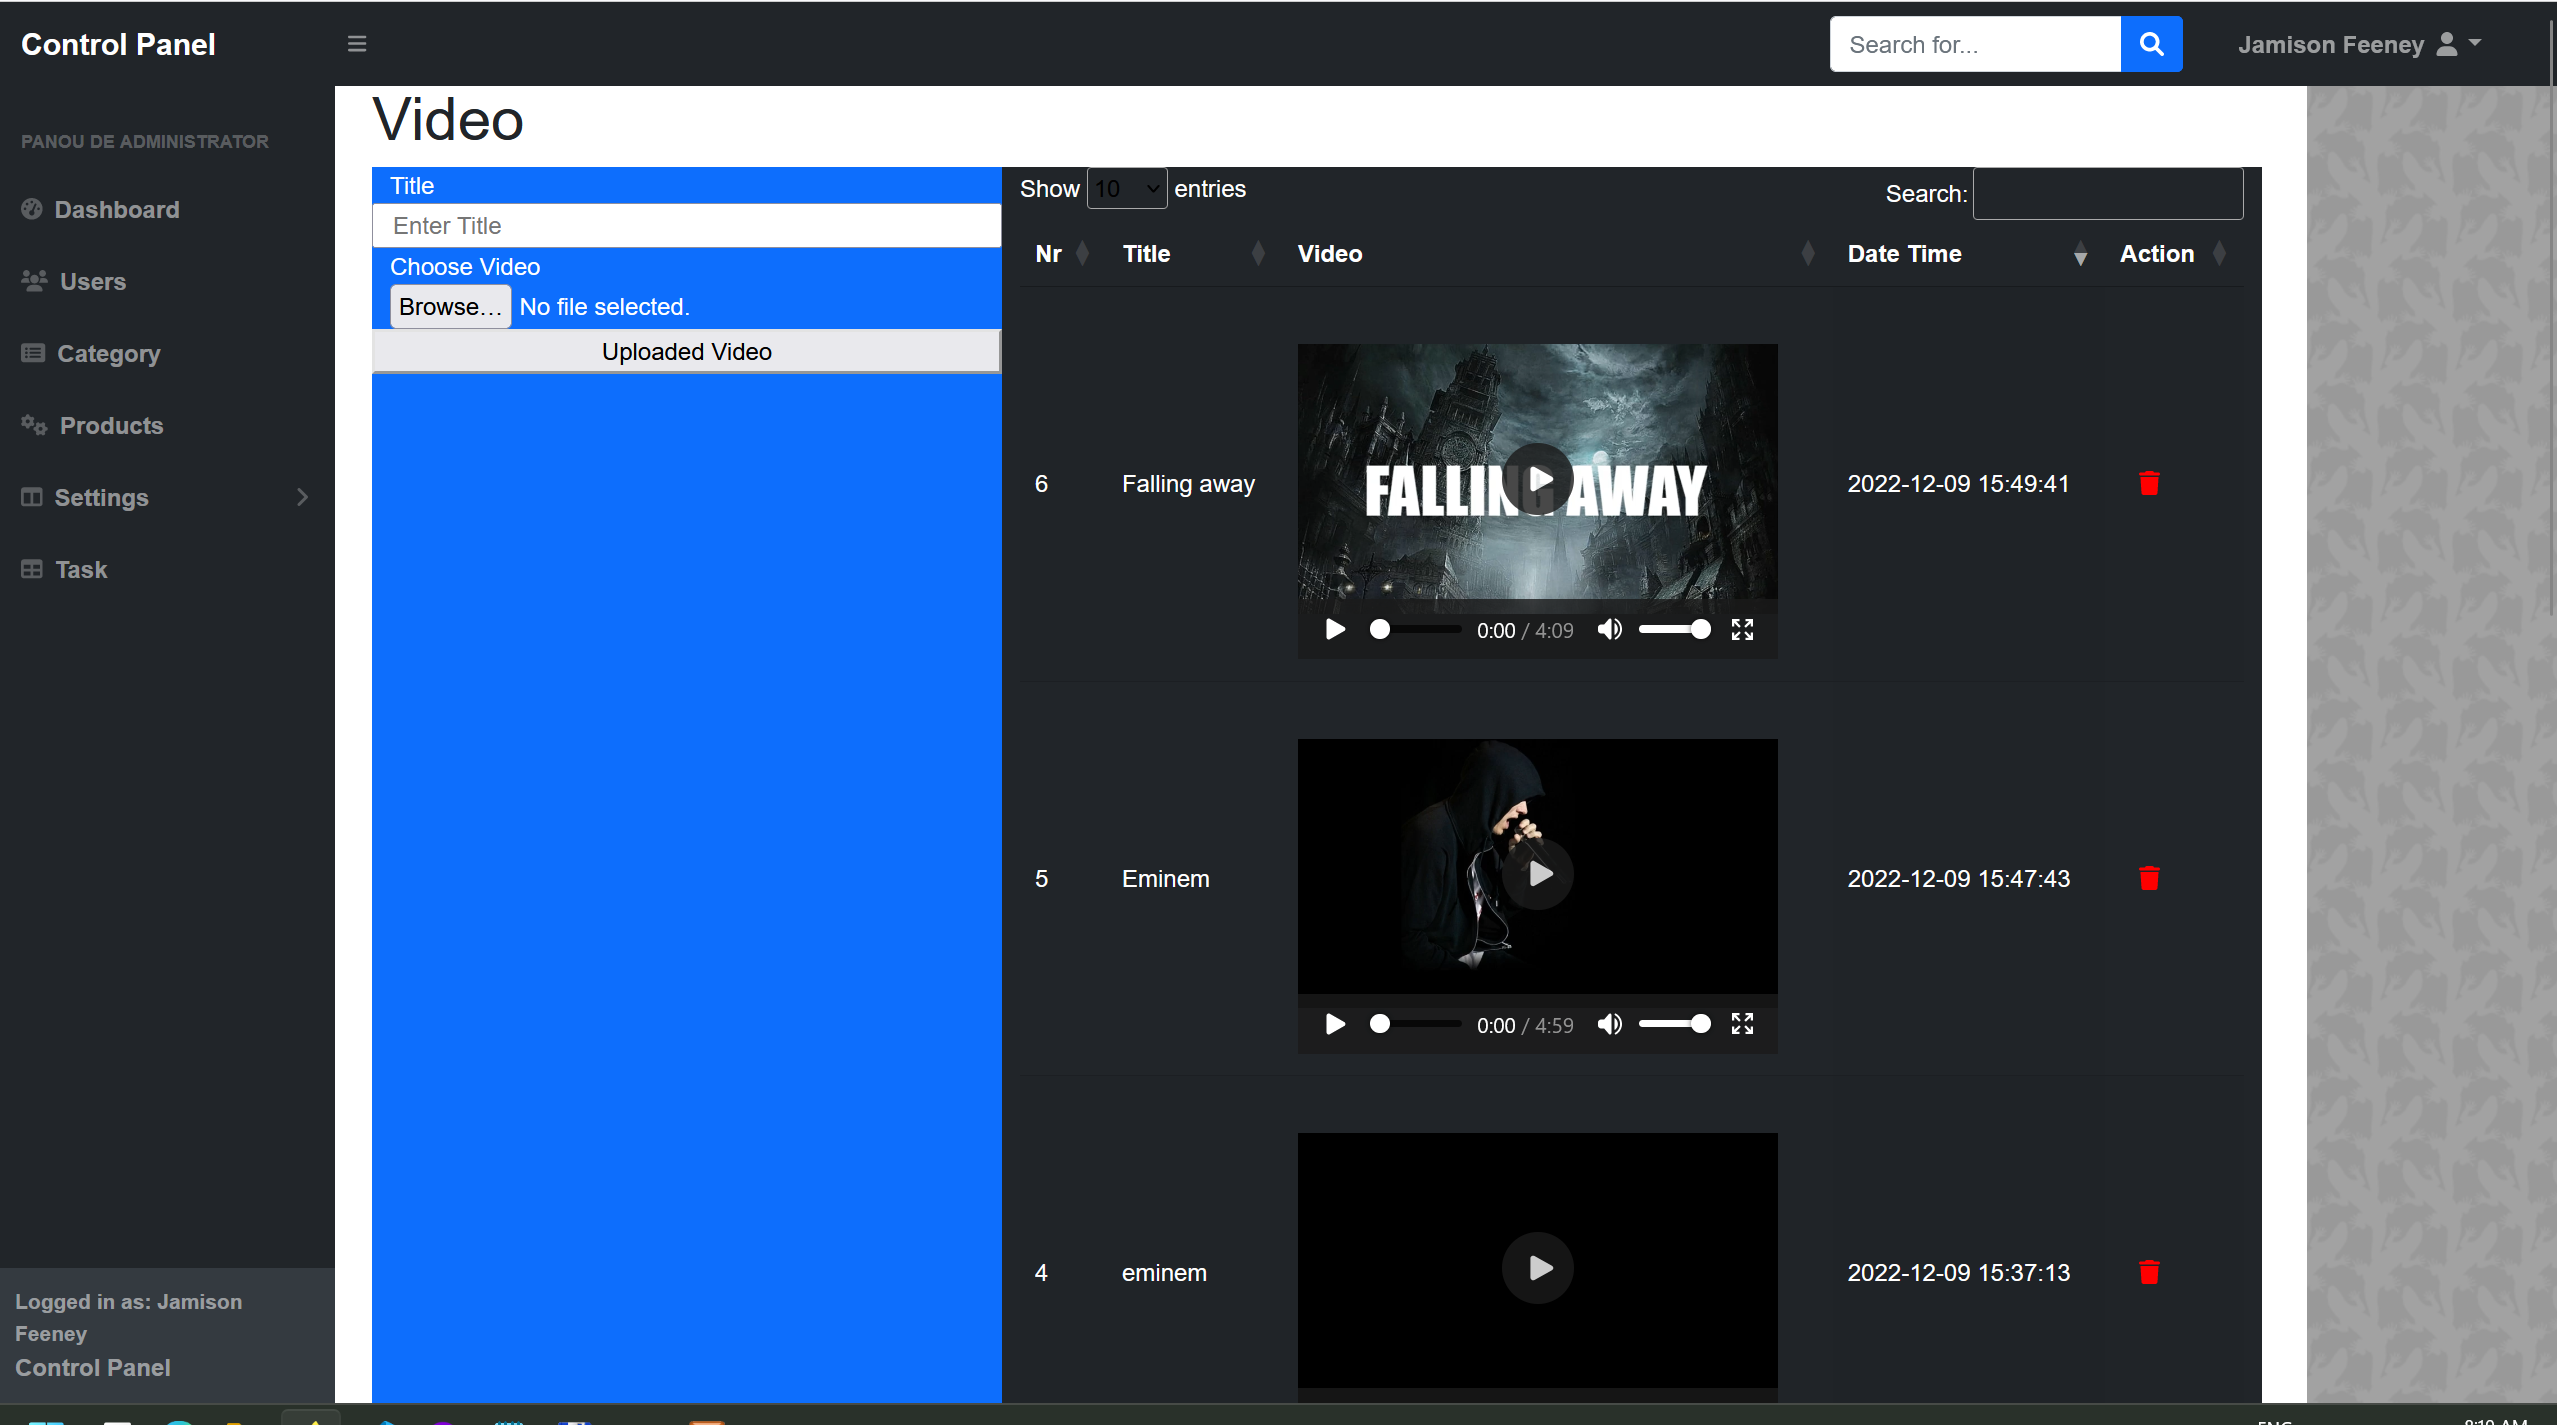 Control Panel
Search for...
Jamison Feeney
PANOU DE ADMINISTRATOR
Dashboard
Users
Category
Products
Settings
Task
Logged in as: Jamison
Feeney
Control Panel
Video
Title
Enter Title
Choose Video
Browse… No file selected.
Uploaded Video
Show 10 entries
Search:
Nr Title Video Date Time Action
6 Falling away 2022-12-09 15:49:41
FALLING AWAY
0:00 / 4:09
5 Eminem 2022-12-09 15:47:43
0:00 / 4:59
4 eminem 2022-12-09 15:37:13